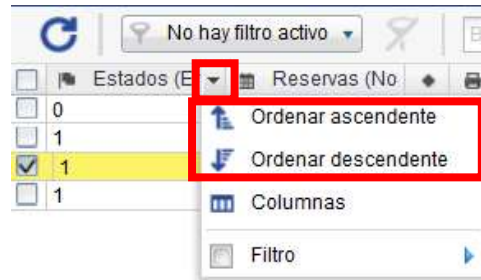 No hay filtro activo
Estados (E
Reservas (No
0
1
1
1
Ordenar ascendente
Ordenar descendente
Columnas
Filtro